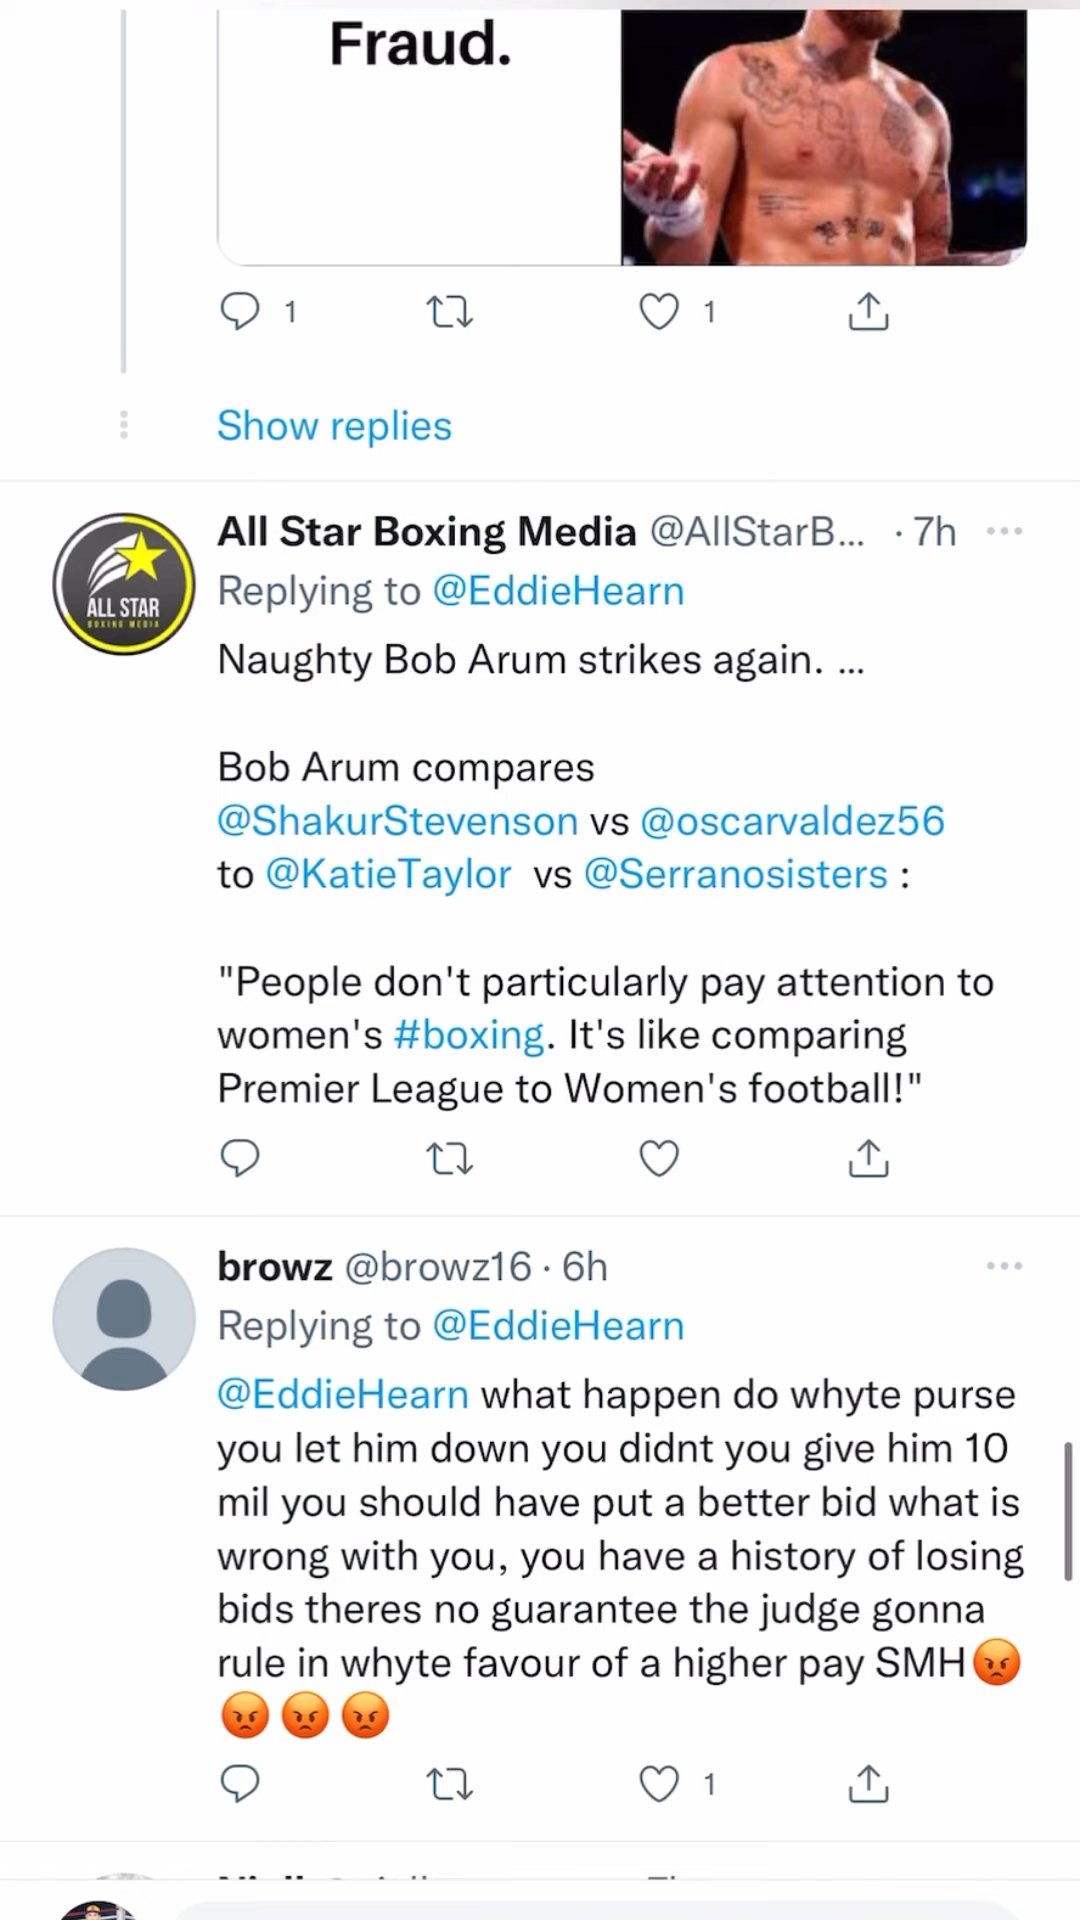 Fraud.
1
1
Show replies
All Star Boxing Media @AllStarB... · 7h
ALL STAR
BOXING MEDIA
Replying to @EddieHearn
Naughty Bob Arum strikes again. ...
Bob Arum compares
@ShakurStevenson vs @oscarvaldez56
to @KatieTaylor vs @Serranosisters :
"People don't particularly pay attention to
women's #boxing. It's like comparing
Premier League to Women's football!"
browz @browz16 · 6h
Replying to @EddieHearn
@EddieHearn what happen do whyte purse
you let him down you didnt you give him 10
mil you should have put a better bid what is
wrong with you, you have a history of losing
bids theres no guarantee the judge gonna
rule in whyte favour of a higher pay SMH😡
😡😡😡
1